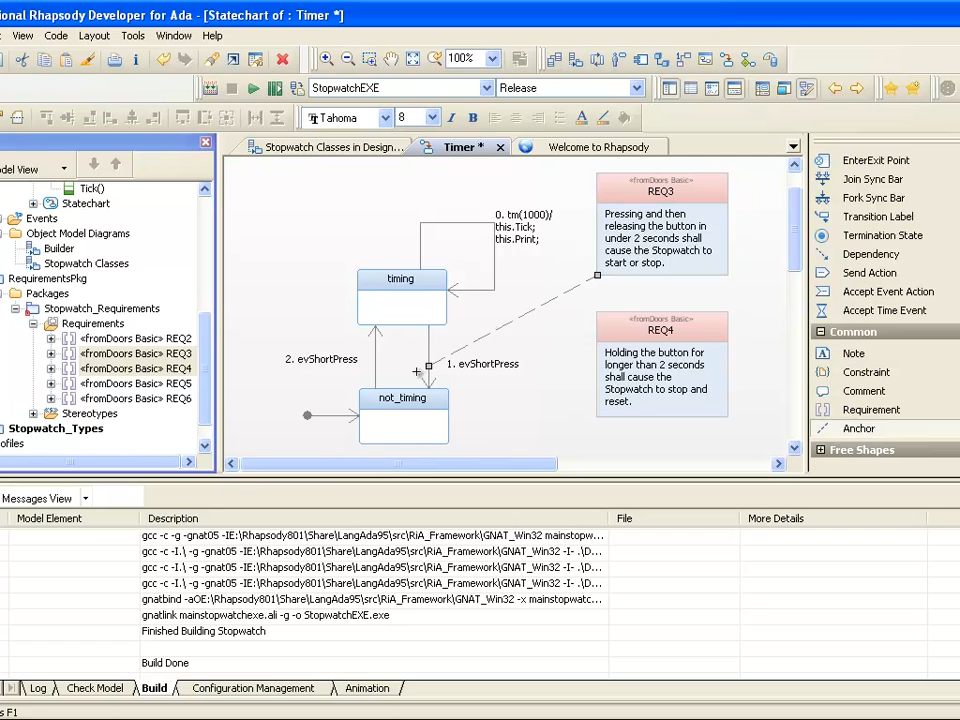 ional Rhapsody Developer for Ada - [Statechart of : Timer *]
View Code Layout Tools Window Help
100%
StopwatchEXE Release
Tahoma 8 I B A
del View
Stopwatch Classes in Design... Timer * Welcome to Rhapsody
Tick()
Statechart
Events
Object Model Diagrams
Builder
Stopwatch Classes
RequirementsPkg
Packages
Stopwatch_Requirements
Requirements
«fromDoors Basic» REQ2
«fromDoors Basic» REQ3
«fromDoors Basic» REQ4
«fromDoors Basic» REQ5
«fromDoors Basic» REQ6
Stereotypes
Stopwatch_Types
ofiles
0. tm(1000)/
this.Tick;
this.Print;
timing
2. evShortPress
1. evShortPress
not_timing
«fromDoors Basic»
REQ3
Pressing and then
releasing the button in
under 2 seconds shall
cause the Stopwatch to
start or stop.
«fromDoors Basic»
REQ4
Holding the button for
longer than 2 seconds
shall cause the
Stopwatch to stop and
reset.
EnterExit Point
Join Sync Bar
Fork Sync Bar
Transition Label
Termination State
Dependency
Send Action
Accept Event Action
Accept Time Event
Common
Note
Constraint
Comment
Requirement
Anchor
Free Shapes
Messages View
Model Element Description File More Details
gcc -c -g -gnat05 -IE:\Rhapsody801\Share\LangAda95\src\RiA_Framework\GNAT_Win32 mainstopw...
gcc -c -I.\ -g -gnat05 -IE:\Rhapsody801\Share\LangAda95\src\RiA_Framework\GNAT_Win32 -I- .\D...
gcc -c -I.\ -g -gnat05 -IE:\Rhapsody801\Share\LangAda95\src\RiA_Framework\GNAT_Win32 -I- .\D...
gcc -c -I.\ -g -gnat05 -IE:\Rhapsody801\Share\LangAda95\src\RiA_Framework\GNAT_Win32 -I- .\D...
gnatbind -aOE:\Rhapsody801\Share\LangAda95\src\RiA_Framework\GNAT_Win32 -x mainstopwatc...
gnatlink mainstopwatchexe.ali -g -o StopwatchEXE.exe
Finished Building Stopwatch
Build Done
Log Check Model Build Configuration Management Animation
s F1